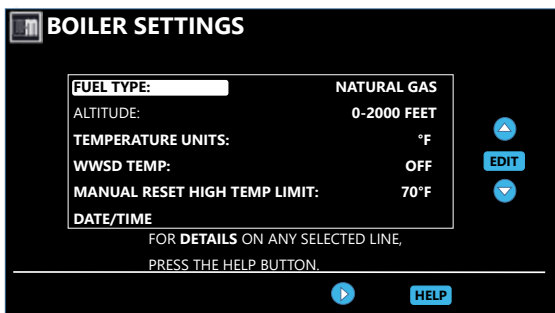 BOILER SETTINGS
FUEL TYPE: NATURAL GAS
ALTITUDE: 0-2000 FEET
TEMPERATURE UNITS: °F
WWSD TEMP: OFF
MANUAL RESET HIGH TEMP LIMIT: 70°F
DATE/TIME
EDIT
FOR DETAILS ON ANY SELECTED LINE,
PRESS THE HELP BUTTON.
HELP